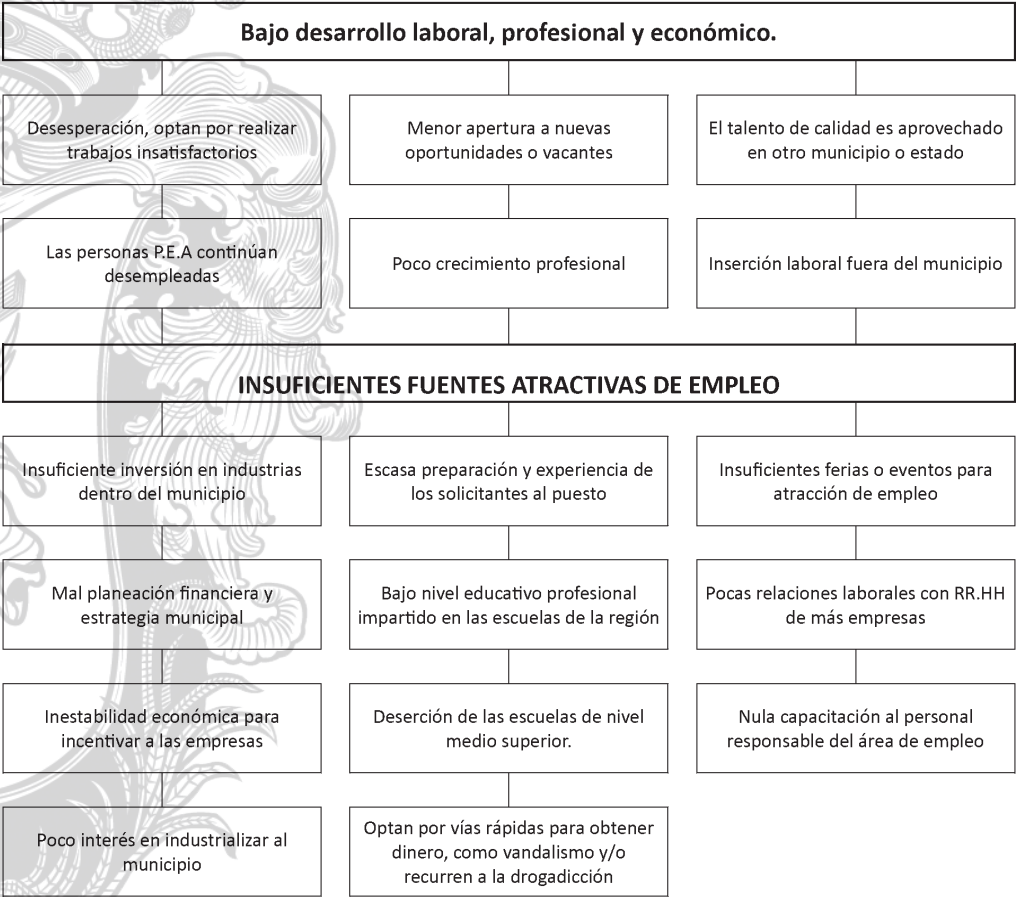 Bajo desarrollo laboral, profesional y económico.
Desesperación, optan por realizar
trabajos insatisfactorios
Menor apertura a nuevas
oportunidades o vacantes
El talento de calidad es aprovechado
en otro municipio o estado
Las personas P.E.A continúan
desempleadas
Poco crecimiento profesional
Inserción laboral fuera del municipio
INSUFICIENTES FUENTES ATRACTIVAS DE EMPLEO
Insuficiente inversión en industrias
dentro del municipio
Escasa preparación y experiencia de
los solicitantes al puesto
Insuficientes ferias o eventos para
atracción de empleo
Mal planeación financiera y
estrategia municipal
Bajo nivel educativo profesional
impartido en las escuelas de la región
Pocas relaciones laborales con RR.HH
de más empresas
Inestabilidad económica para
incentivar a las empresas
Deserción de las escuelas de nivel
medio superior.
Nula capacitación al personal
responsable del área de empleo
Poco interés en industrializar al
municipio
Optan por vías rápidas para obtener
dinero, como vandalismo y/o
recurren a la drogadicción